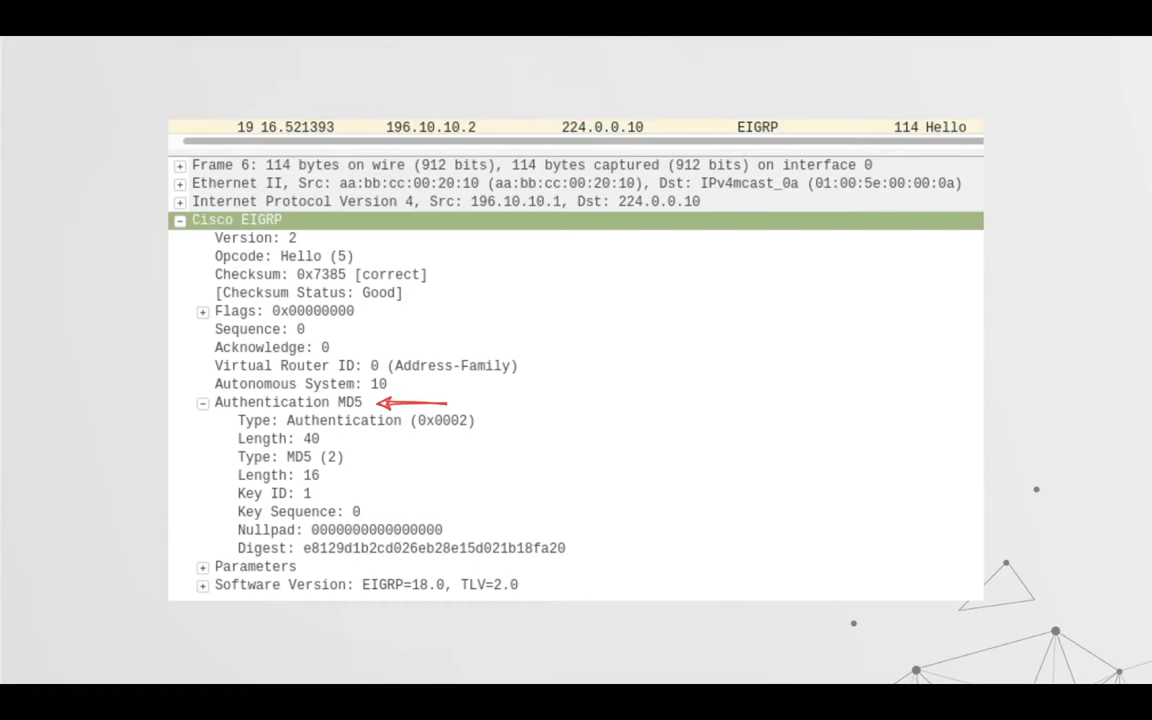 19 16.521393 196.10.10.2 224.0.0.10 EIGRP 114 Hello
Frame 6: 114 bytes on wire (912 bits), 114 bytes captured (912 bits) on interface 0
Ethernet II, Src: aa:bb:cc:00:20:10 (aa:bb:cc:00:20:10), Dst: IPv4mcast_0a (01:00:5e:00:00:0a)
Internet Protocol Version 4, Src: 196.10.10.1, Dst: 224.0.0.10
Cisco EIGRP
Version: 2
Opcode: Hello (5)
Checksum: 0x7385 [correct]
[Checksum Status: Good]
Flags: 0x00000000
Sequence: 0
Acknowledge: 0
Virtual Router ID: 0 (Address-Family)
Autonomous System: 10
Authentication MD5
Type: Authentication (0x0002)
Length: 40
Type: MD5 (2)
Length: 16
Key ID: 1
Key Sequence: 0
Nullpad: 0000000000000000
Digest: e8129d1b2cd026eb28e15d021b18fa20
Parameters
Software Version: EIGRP=18.0, TLV=2.0